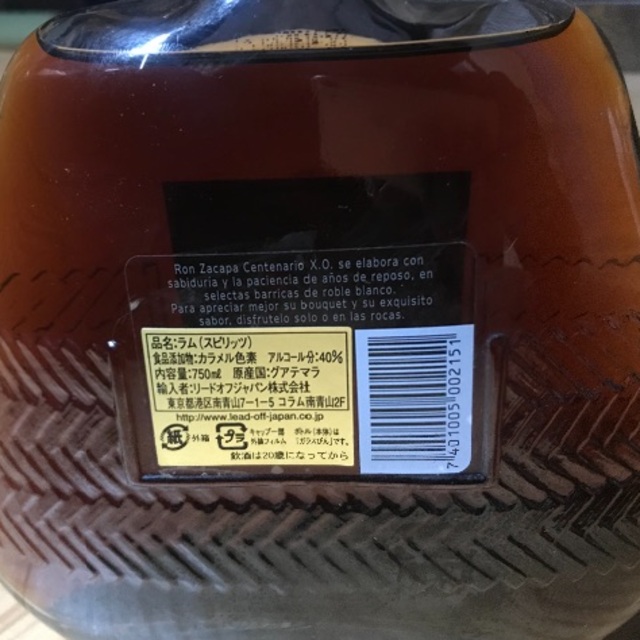 Ron Zacapa Centenario X.O. se elabora con
sabiduria y la paciencia de años de reposo, en
selectas barricas de roble blanco.
Para apreciar mejor su bouquet y su exquisito
sabor, disfrutelo solo o en las rocas.
品名:ラム(スピリッツ)
食品添加物:カラメル色素 アルコール分:40%
内容量:750mℓ 原産国:グアテマラ
輸入者:リードオフジャパン株式会社
東京都港区南青山7-1-5 コラム南青山2F
http://www.lead-off-japan.co.jp
紙 外箱 プラ キャップ一部 外装フィルム ボトル(本体)は「ガラスびん」です。
飲酒は20歳になってから
7 401005 002151